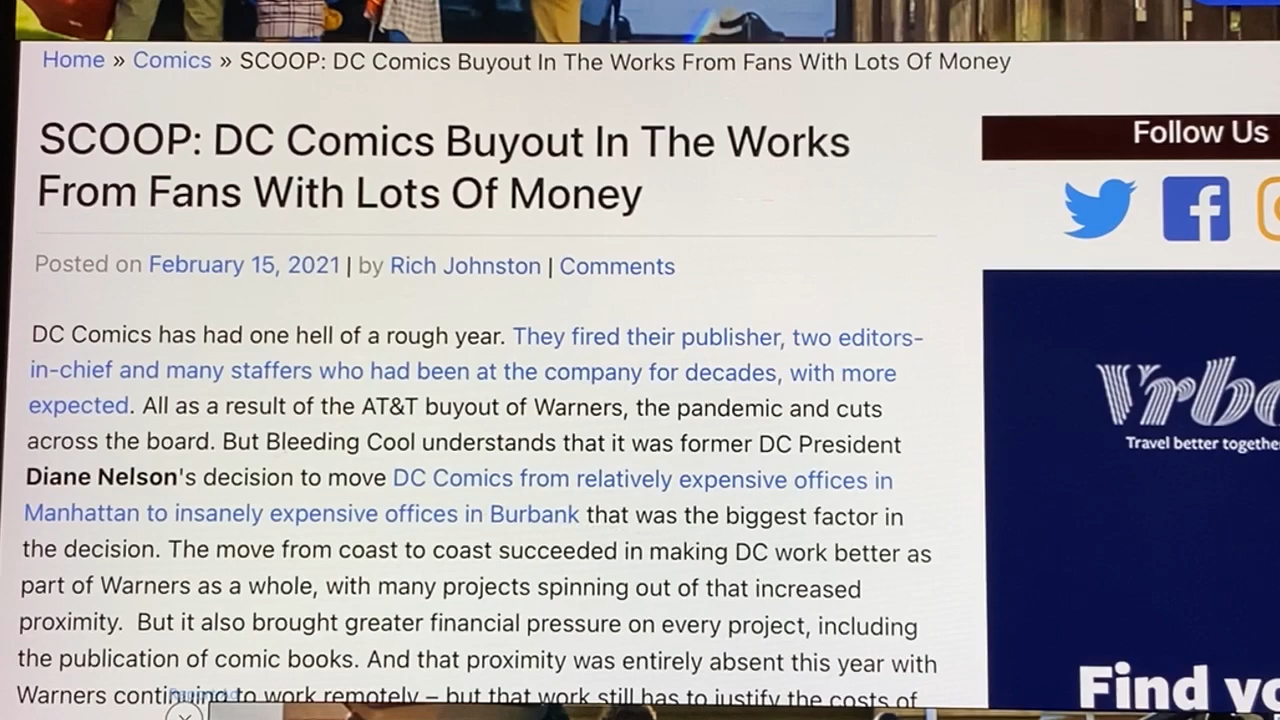 Home » Comics » SCOOP: DC Comics Buyout In The Works From Fans With Lots Of Money
SCOOP: DC Comics Buyout In The Works
From Fans With Lots Of Money
Posted on February 15, 2021 | by Rich Johnston | Comments
DC Comics has had one hell of a rough year. They fired their publisher, two editors-
in-chief and many staffers who had been at the company for decades, with more
expected. All as a result of the AT&T buyout of Warners, the pandemic and cuts
across the board. But Bleeding Cool understands that it was former DC President
Diane Nelson's decision to move DC Comics from relatively expensive offices in
Manhattan to insanely expensive offices in Burbank that was the biggest factor in
the decision. The move from coast to coast succeeded in making DC work better as
part of Warners as a whole, with many projects spinning out of that increased
proximity. But it also brought greater financial pressure on every project, including
the publication of comic books. And that proximity was entirely absent this year with
Warners continuing to work remotely – but that work still has to justify the costs of
Follow Us
Vrbo
Travel better together
Find yo